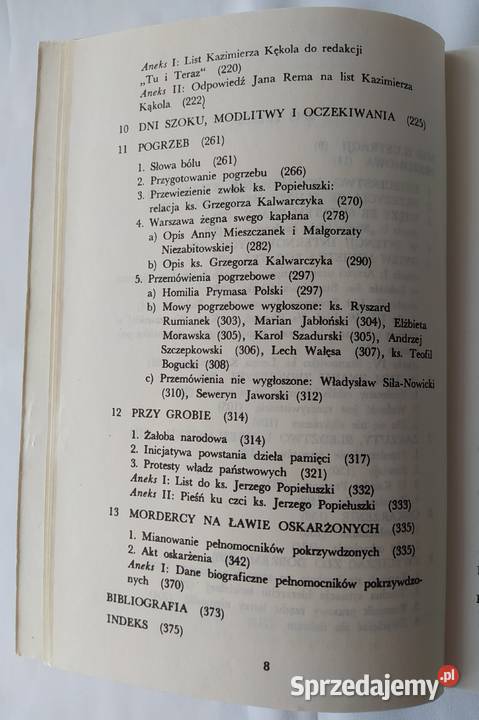 Aneks I: List Kazimierza Kękola do redakcji
„Tu i Teraz" (220)
Aneks II: Odpowiedź Jana Rema na list Kazimierza
Kąkola (222)
10 DNI SZOKU, MODLITWY I OCZEKIWANIA (225)
11 POGRZEB (261)
1. Słowa bólu (261)
2. Przygotowanie pogrzebu (266)
3. Przewiezienie zwłok ks. Popiełuszki:
relacja ks. Grzegorza Kalwarczyka (270)
4. Warszawa żegna swego kapłana (278)
a) Opis Anny Mieszczanek i Małgorzaty
Niezabitowskiej (282)
b) Opis ks. Grzegorza Kalwarczyka (290)
5. Przemówienia pogrzebowe (297)
a) Homilia Prymasa Polski (297)
b) Mowy pogrzebowe wygłoszone: ks. Ryszard
Rumianek (303), Marian Jabłoński (304), Elżbieta
Morawska (305), Karol Szadurski (305), Andrzej
Szczepkowski (306), Lech Wałęsa (307), ks. Teofil
Bogucki (308)
c) Przemówienia nie wygłoszone: Władysław Siła-Nowicki
(310), Seweryn Jaworski (312)
12 PRZY GROBIE (314)
1. Żałoba narodowa (314)
2. Inicjatywa powstania dzieła pamięci (317)
3. Protesty władz państwowych (321)
Aneks I: List do ks. Jerzego Popiełuszki (332)
Aneks II: Pieśń ku czci ks. Jerzego Popiełuszki (333)
13 MORDERCY NA ŁAWIE OSKARŻONYCH (335)
1. Mianowanie pełnomocników pokrzywdzonych (335)
2. Akt oskarżenia (342)
Aneks I: Dane biograficzne pełnomocników pokrzywdzo-
nych (370)
BIBLIOGRAFIA (373)
INDEKS (375)
8
Sprzedajemy.pl